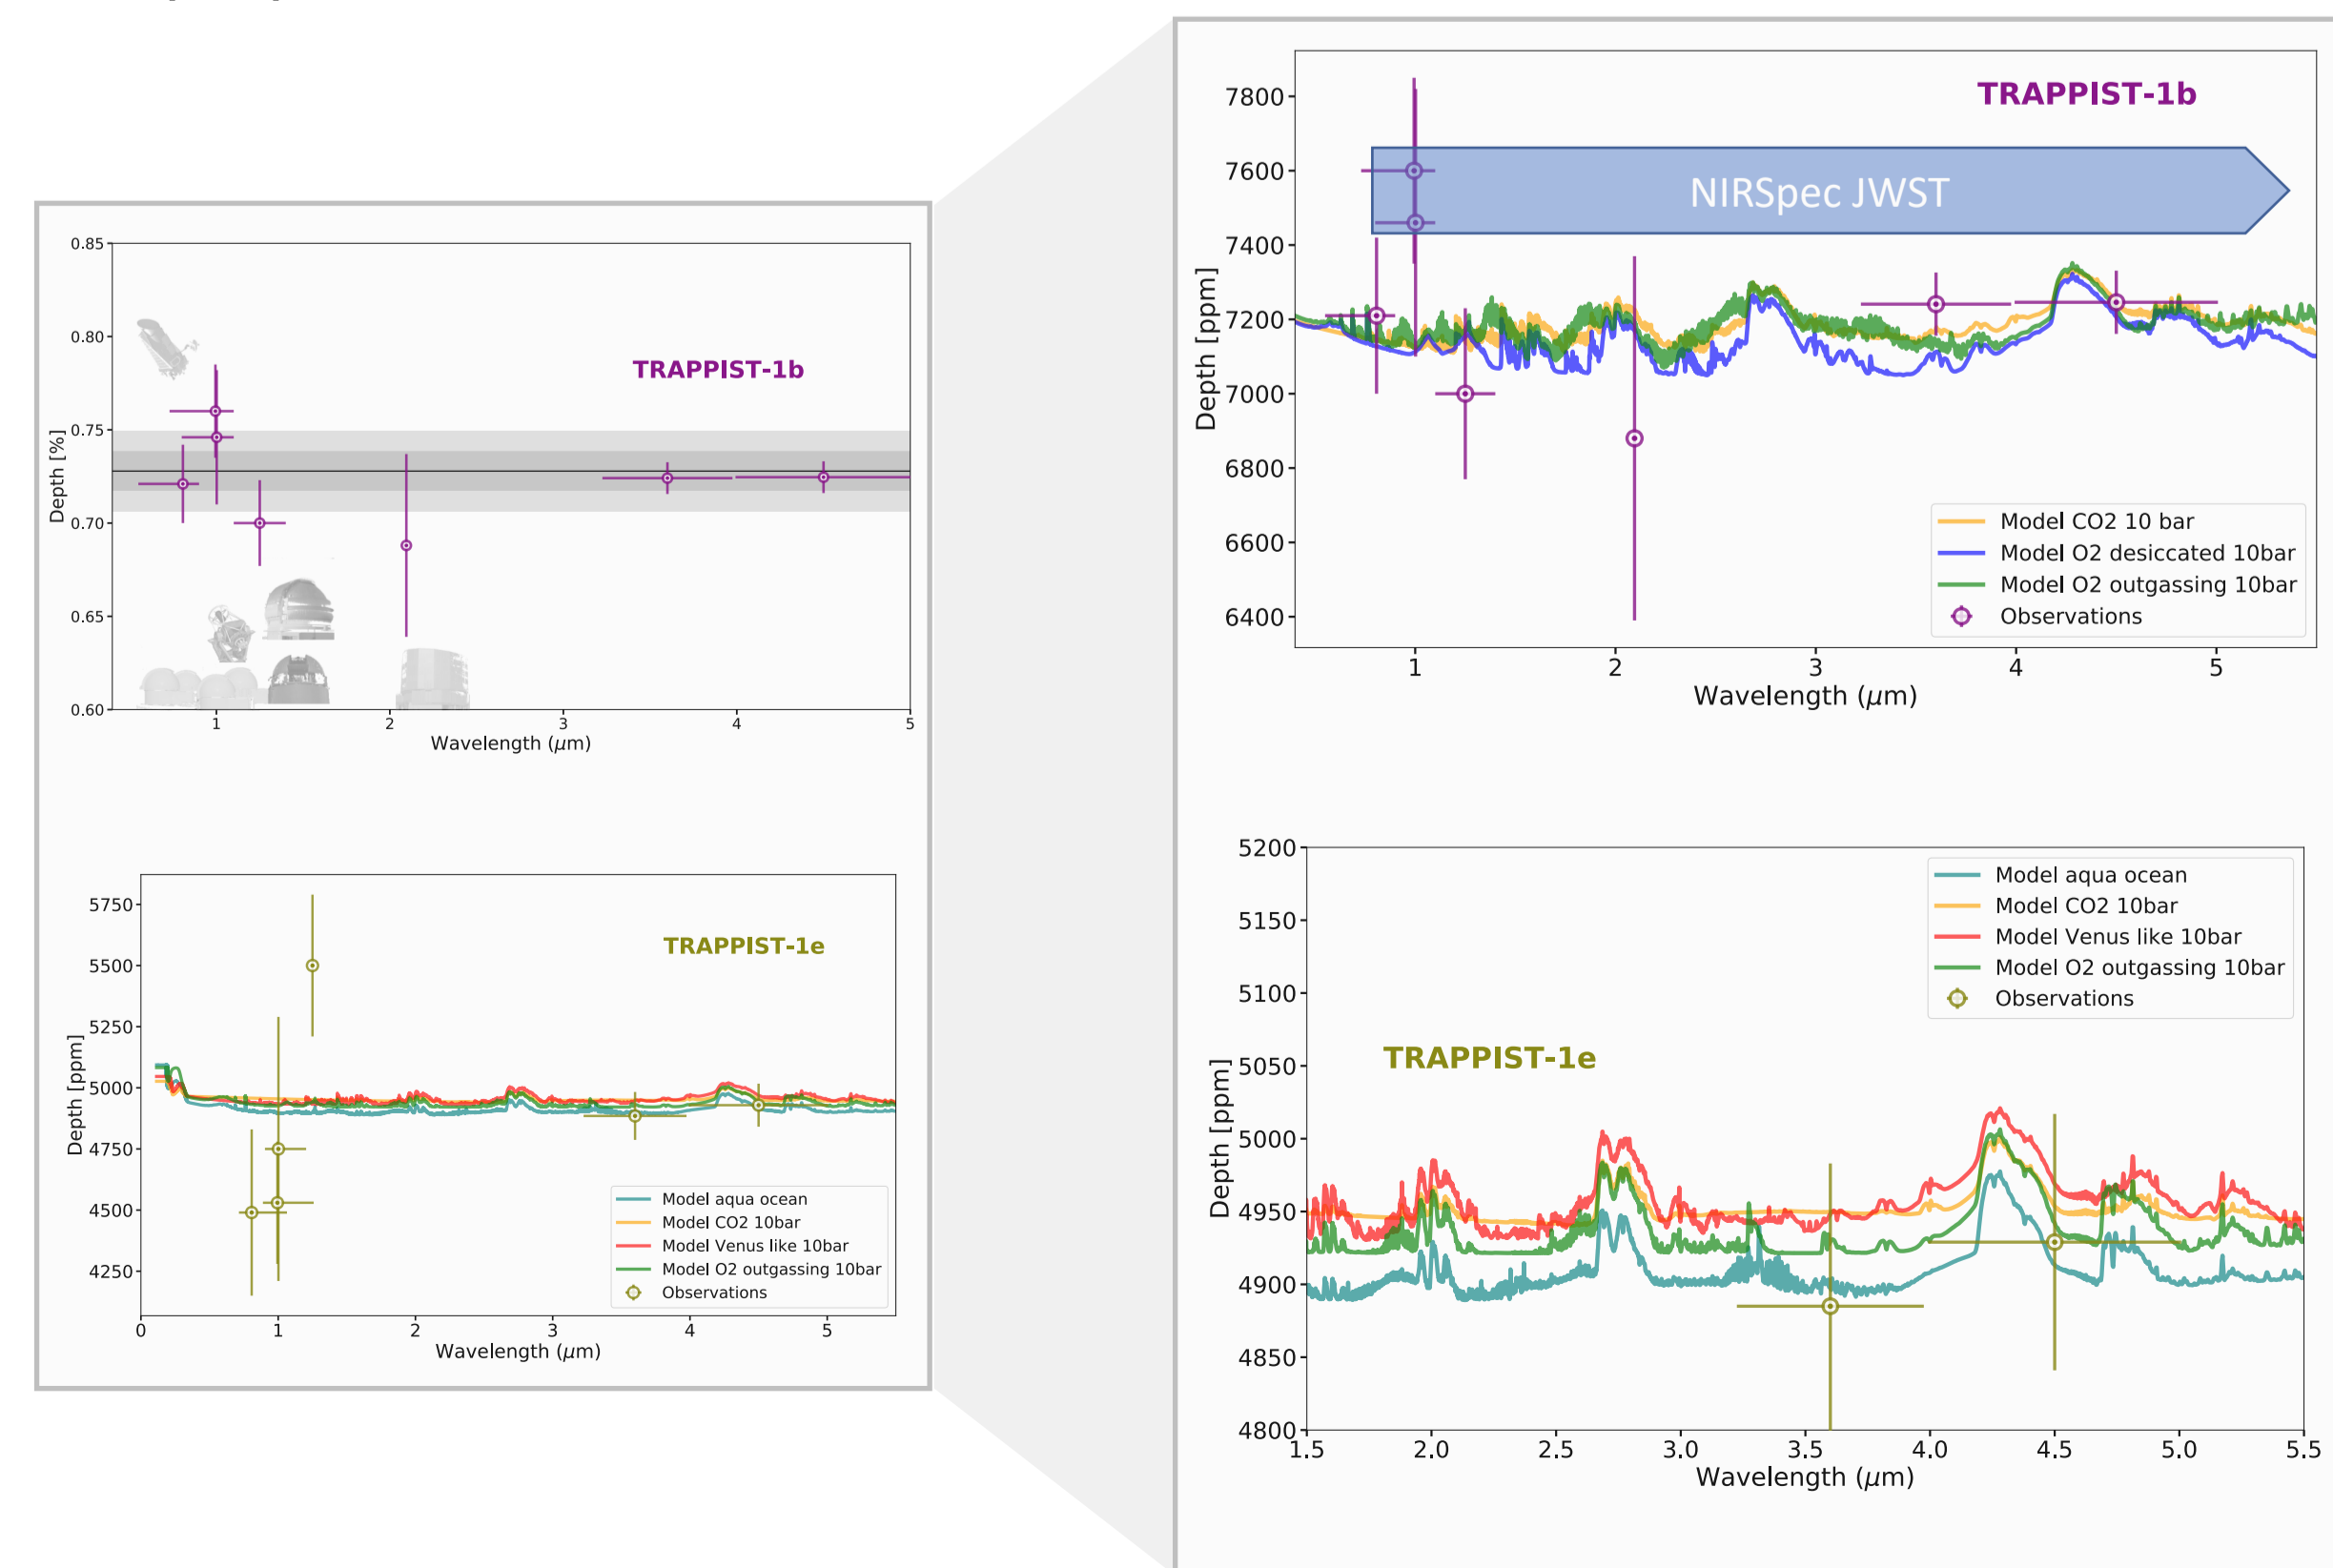 0.85
0.80
0.75
0.70
0.65
0.60
Depth [%]
TRAPPIST-1b
1 2 3 4 5
Wavelength (μm)
5750
5500
5250
5000
4750
4500
4250
Depth [ppm]
TRAPPIST-1e
Model aqua ocean
Model CO2 10bar
Model Venus like 10bar
Model O2 outgassing 10bar
Observations
0 1 2 3 4 5
Wavelength (μm)
7800
7600
7400
7200
7000
6800
6600
6400
Depth [ppm]
TRAPPIST-1b
NIRSpec JWST
Model CO2 10 bar
Model O2 desiccated 10bar
Model O2 outgassing 10bar
Observations
1 2 3 4 5
Wavelength (μm)
5200
5150
5100
5050
5000
4950
4900
4850
4800
Depth [ppm]
Model aqua ocean
Model CO2 10bar
Model Venus like 10bar
Model O2 outgassing 10bar
Observations
TRAPPIST-1e
1.5 2.0 2.5 3.0 3.5 4.0 4.5 5.0 5.5
Wavelength (μm)